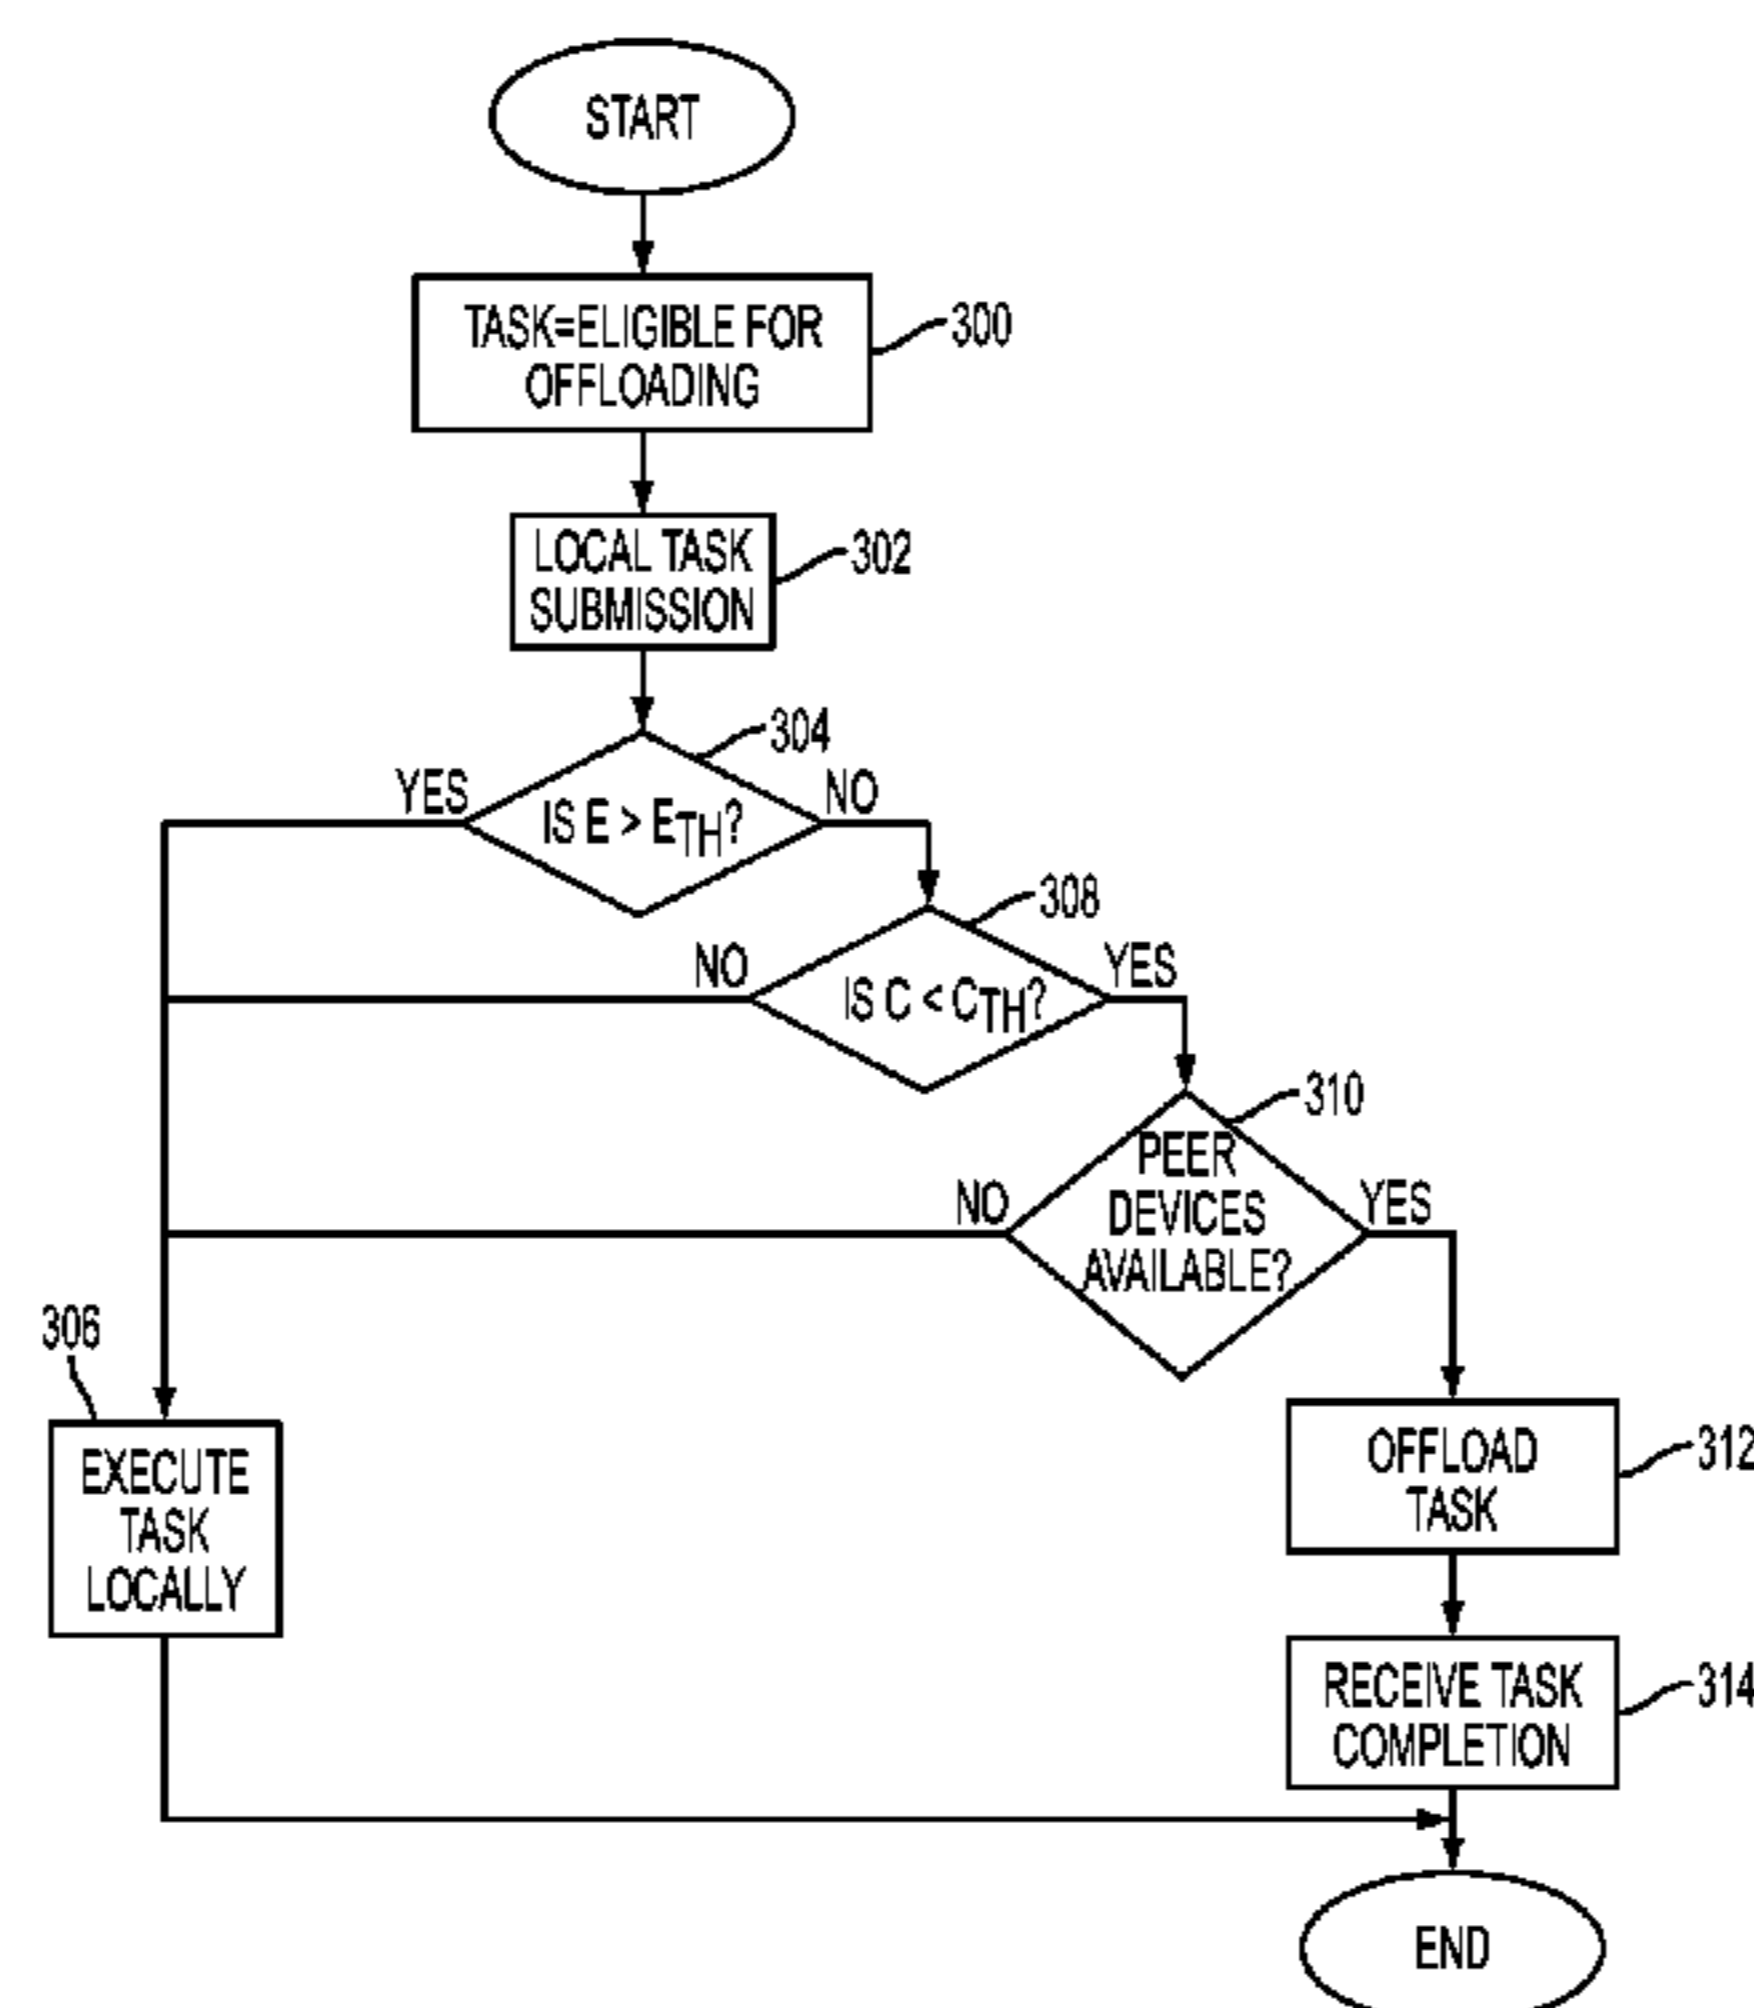 START
TASK=ELIGIBLE FOR
OFFLOADING
300
LOCAL TASK
SUBMISSION
302
304
YES
NO
IS E > ETH?
308
NO
YES
IS C < CTH?
310
PEER
DEVICES
AVAILABLE?
NO
YES
306
EXECUTE
TASK
LOCALLY
OFFLOAD
TASK
312
RECEIVE TASK
COMPLETION
314
END